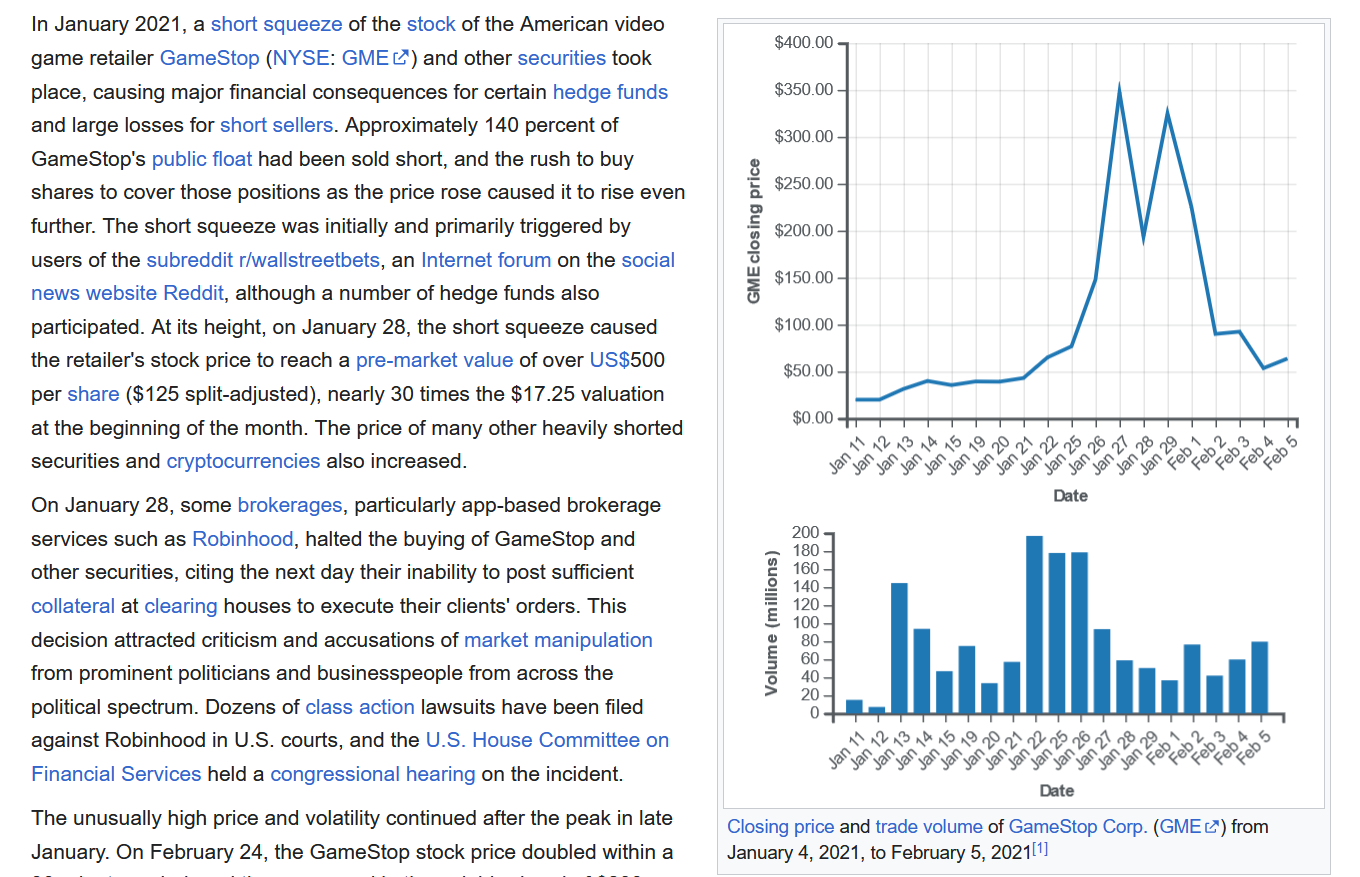 In January 2021, a short squeeze of the stock of the American video
game retailer GameStop (NYSE: GME) and other securities took
place, causing major financial consequences for certain hedge funds
and large losses for short sellers. Approximately 140 percent of
GameStop's public float had been sold short, and the rush to buy
shares to cover those positions as the price rose caused it to rise even
further. The short squeeze was initially and primarily triggered by
users of the subreddit r/wallstreetbets, an Internet forum on the social
news website Reddit, although a number of hedge funds also
participated. At its height, on January 28, the short squeeze caused
the retailer's stock price to reach a pre-market value of over US$500
per share ($125 split-adjusted), nearly 30 times the $17.25 valuation
at the beginning of the month. The price of many other heavily shorted
securities and cryptocurrencies also increased.
On January 28, some brokerages, particularly app-based brokerage
services such as Robinhood, halted the buying of GameStop and
other securities, citing the next day their inability to post sufficient
collateral at clearing houses to execute their clients' orders. This
decision attracted criticism and accusations of market manipulation
from prominent politicians and businesspeople from across the
political spectrum. Dozens of class action lawsuits have been filed
against Robinhood in U.S. courts, and the U.S. House Committee on
Financial Services held a congressional hearing on the incident.
The unusually high price and volatility continued after the peak in late
January. On February 24, the GameStop stock price doubled within a
$400.00
$350.00
$300.00
$250.00
$200.00
$150.00
$100.00
$50.00
$0.00
GME closing price
Jan 11 Jan 12 Jan 13 Jan 14 Jan 15 Jan 19 Jan 20 Jan 21 Jan 22 Jan 25 Jan 26 Jan 27 Jan 28 Jan 29 Feb 1 Feb 2 Feb 3 Feb 4 Feb 5
Date
200
180
160
140
120
100
80
60
40
20
0
Volume (millions)
Jan 11 Jan 12 Jan 13 Jan 14 Jan 15 Jan 19 Jan 20 Jan 21 Jan 22 Jan 25 Jan 26 Jan 27 Jan 28 Jan 29 Feb 1 Feb 2 Feb 3 Feb 4 Feb 5
Date
Closing price and trade volume of GameStop Corp. (GME) from
January 4, 2021, to February 5, 2021[1]